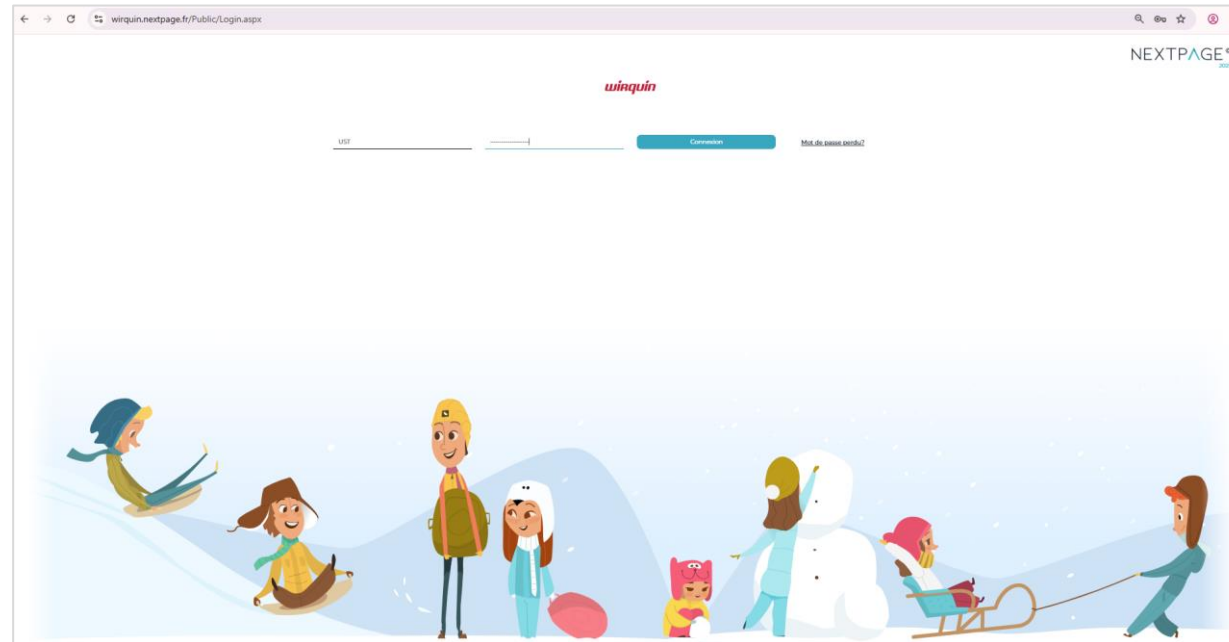 wirquin.nextpage.fr/Public/Login.aspx
NEXTPAGE
wirquin
UST
Connexion
Mot de passe perdu?